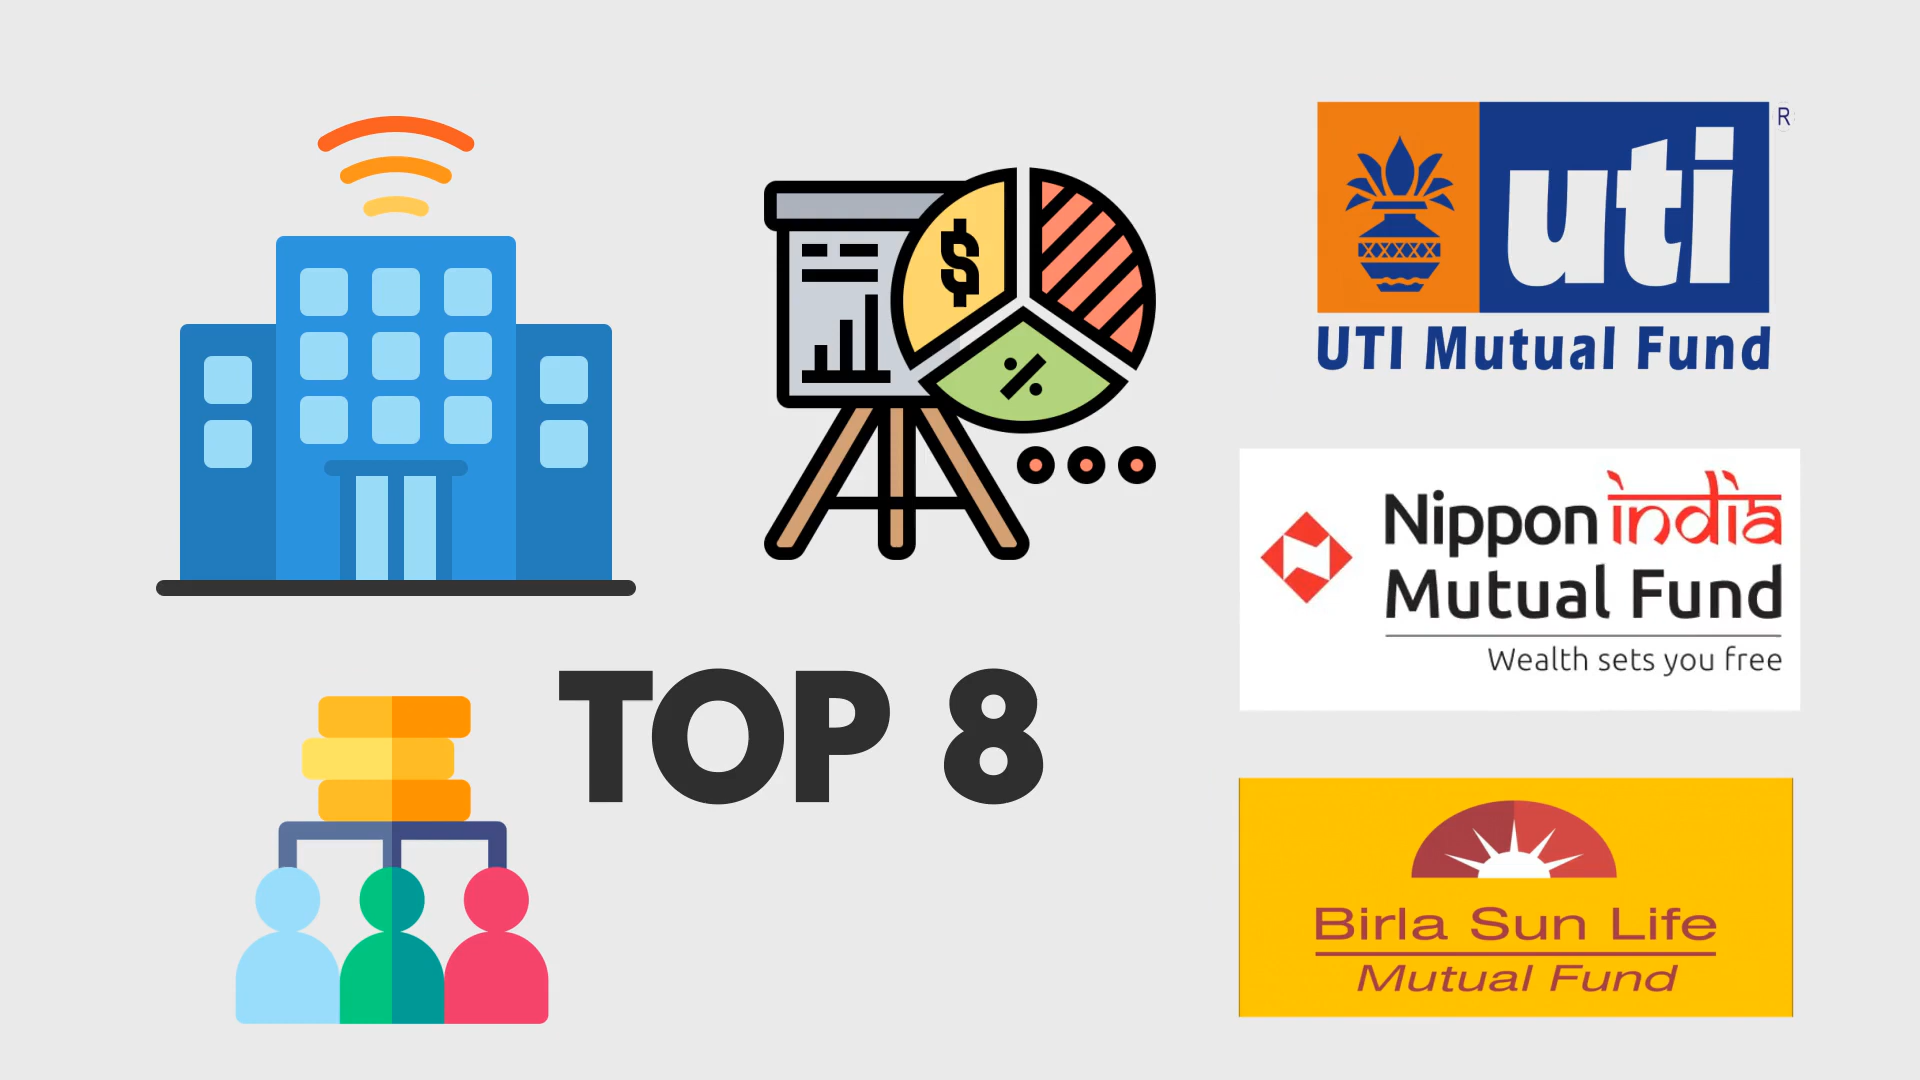 $
%
TOP 8
uti
R
UTI Mutual Fund
Nippon india
Mutual Fund
Wealth sets you free
Birla Sun Life
Mutual Fund